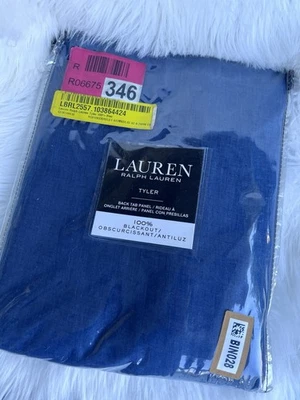 R
R06675
346
LBRL2557.103864424
LAUREN
RALPH LAUREN
TYLER
BACK TAB PANEL / RIDEAU À
ONGLET ARRIÈRE / PANEL CON PRESILLAS
100%
BLACKOUT/
OBSCURCISSANT/ANTILUZ
BIN028